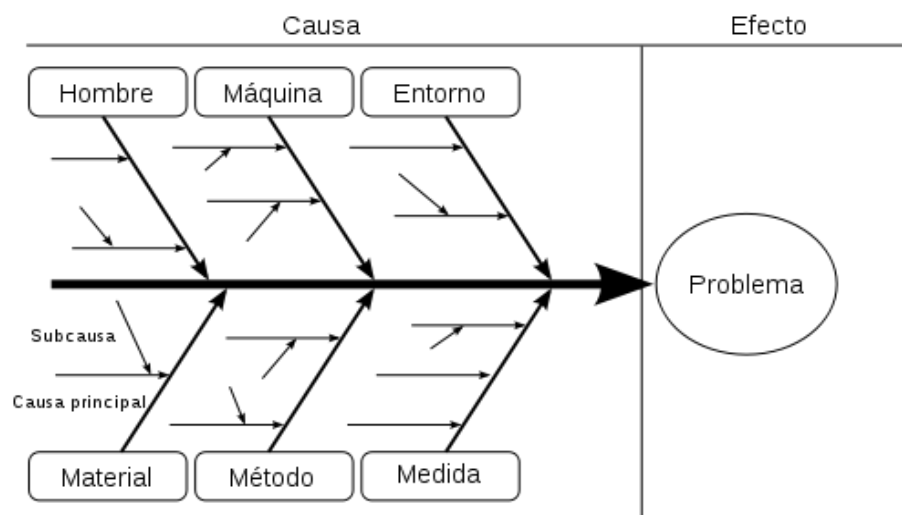 Causa
Efecto
Hombre
Máquina
Entorno
Problema
Subcausa
Causa principal
Material
Método
Medida